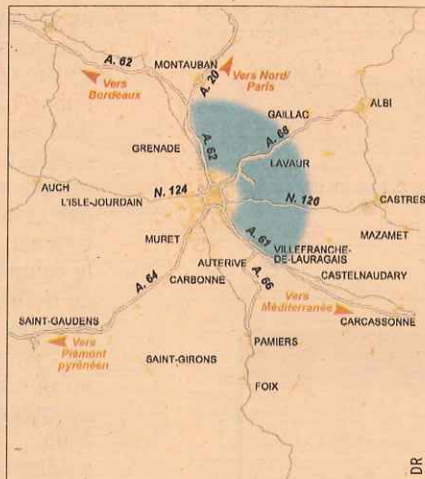 A. 62
Vers
Bordeaux
MONTAUBAN
A. 20
Vers Nord/
Paris
GAILLAC
ALBI
A. 68
GRENADE
A. 62
LAVAUR
AUCH
N. 124
L'ISLE-JOURDAIN
N. 126
CASTRES
MURET
A. 61
MAZAMET
VILLEFRANCHE-
DE-LAURAGAIS
AUTERIVE
A. 64
CARBONNE
A. 66
CASTELNAUDARY
Vers
Méditerranée
CARCASSONNE
SAINT-GAUDENS
Vers
Piémont
pyrénéen
PAMIERS
SAINT-GIRONS
FOIX
DR